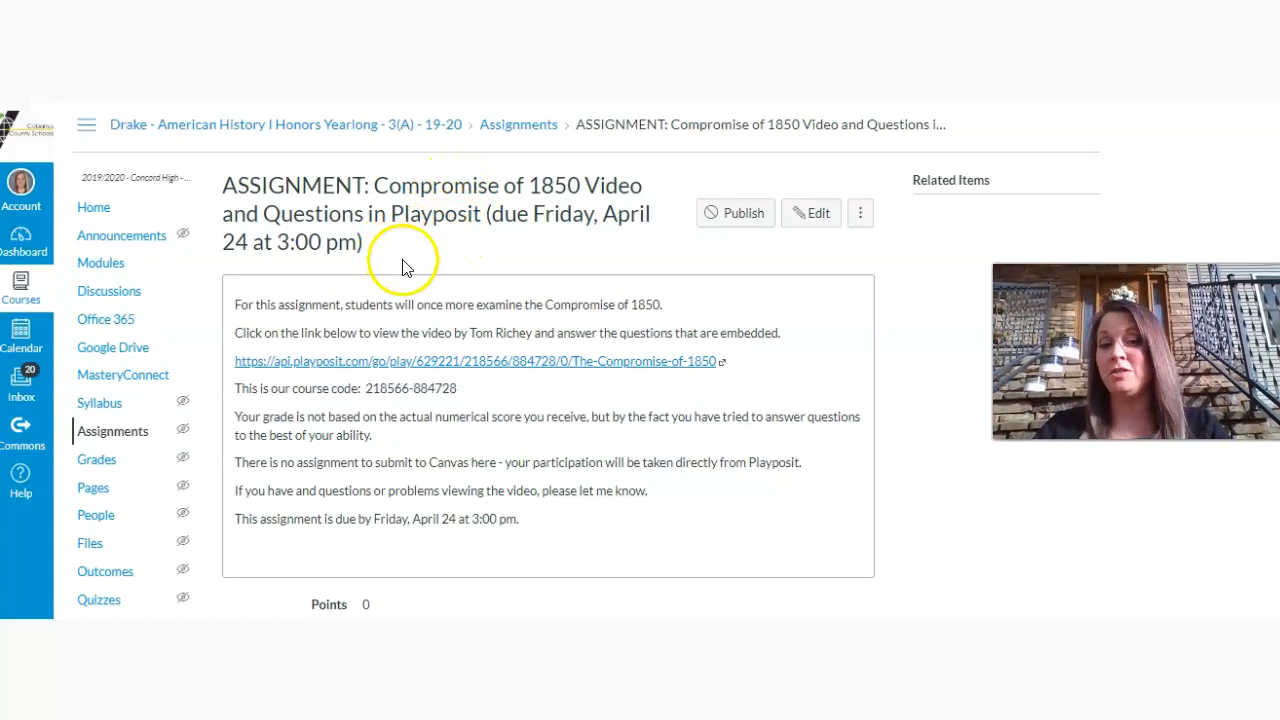 Cabarrus
County Schools
Drake - American History I Honors Yearlong - 3(A) - 19-20 › Assignments › ASSIGNMENT: Compromise of 1850 Video and Questions i...
2019/2020 - Concord High - ...
Account
Dashboard
Courses
Calendar
20
Inbox
Commons
Help
Home
Announcements
Modules
Discussions
Office 365
Google Drive
MasteryConnect
Syllabus
Assignments
Grades
Pages
People
Files
Outcomes
Quizzes
ASSIGNMENT: Compromise of 1850 Video
and Questions in Playposit (due Friday, April
24 at 3:00 pm)
Publish
Edit
Related Items
For this assignment, students will once more examine the Compromise of 1850.
Click on the link below to view the video by Tom Richey and answer the questions that are embedded.
https://api.playposit.com/go/play/629221/218566/884728/0/The-Compromise-of-1850
This is our course code: 218566-884728
Your grade is not based on the actual numerical score you receive, but by the fact you have tried to answer questions
to the best of your ability.
There is no assignment to submit to Canvas here - your participation will be taken directly from Playposit.
If you have and questions or problems viewing the video, please let me know.
This assignment is due by Friday, April 24 at 3:00 pm.
Points 0